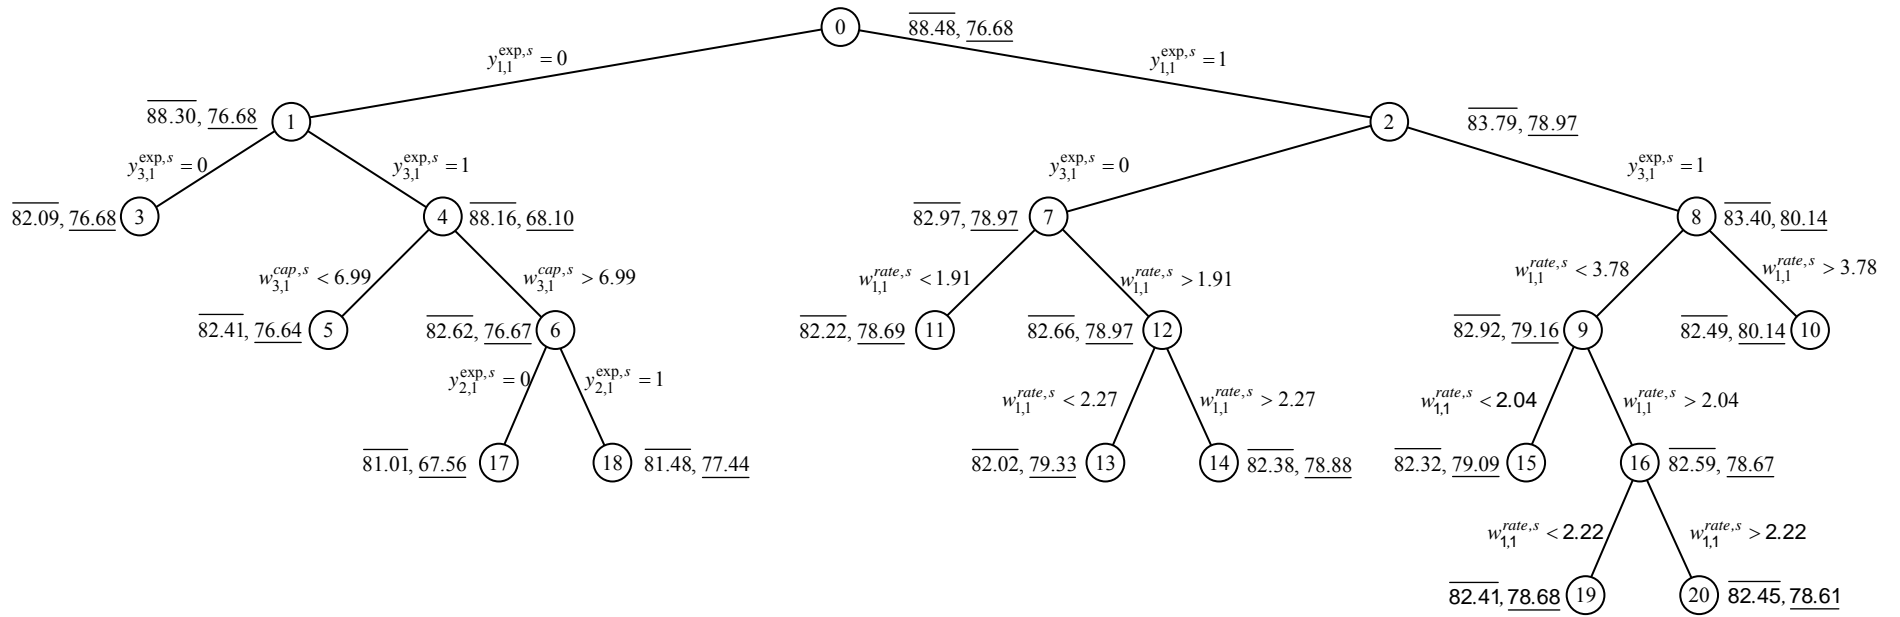 0 88.48, 76.68
y_{1,1}^{exp,s} = 0 y_{1,1}^{exp,s} = 1
88.30, 76.68 1 2 83.79, 78.97
y_{3,1}^{exp,s} = 0 y_{3,1}^{exp,s} = 1 y_{3,1}^{exp,s} = 0 y_{3,1}^{exp,s} = 1
82.09, 76.68 3 4 88.16, 68.10 82.97, 78.97 7 8 83.40, 80.14
w_{3,1}^{cap,s} < 6.99 w_{3,1}^{cap,s} > 6.99 w_{1,1}^{rate,s} < 1.91 w_{1,1}^{rate,s} > 1.91 w_{1,1}^{rate,s} < 3.78 w_{1,1}^{rate,s} > 3.78
82.41, 76.64 5 82.62, 76.67 6 82.22, 78.69 11 82.66, 78.97 12 82.92, 79.16 9 82.49, 80.14 10
y_{2,1}^{exp,s} = 0 y_{2,1}^{exp,s} = 1 w_{1,1}^{rate,s} < 2.27 w_{1,1}^{rate,s} > 2.27 w_{1,1}^{rate,s} < 2.04 w_{1,1}^{rate,s} > 2.04
81.01, 67.56 17 18 81.48, 77.44 82.02, 79.33 13 14 82.38, 78.88 82.32, 79.09 15 16 82.59, 78.67
w_{1,1}^{rate,s} < 2.22 w_{1,1}^{rate,s} > 2.22
82.41, 78.68 19 20 82.45, 78.61